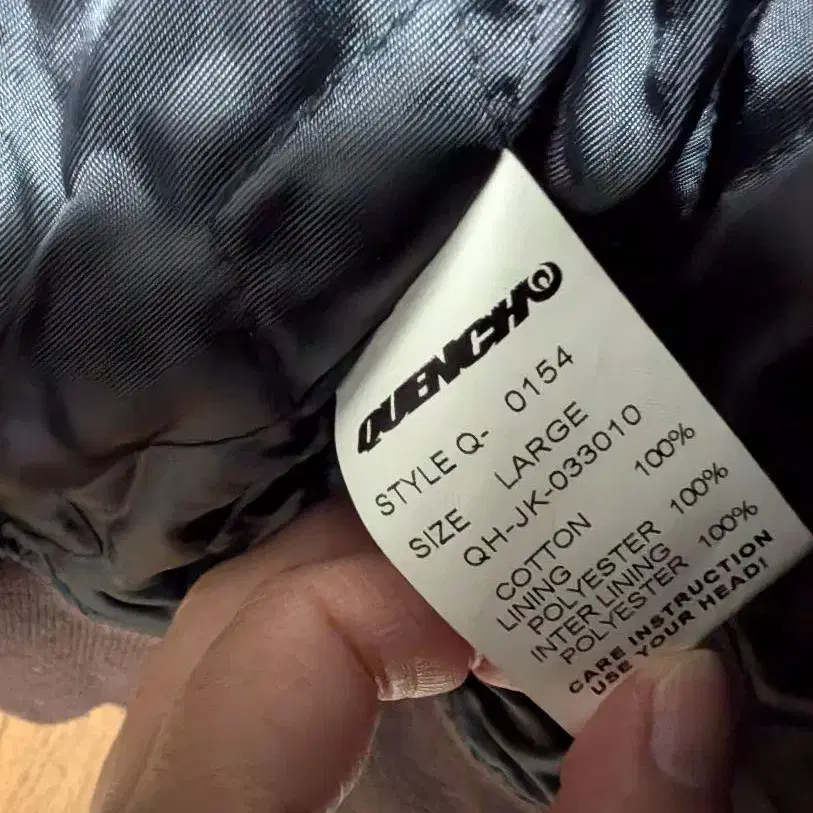 QUENCH
STYLE Q- 0154
SIZE LARGE
QH-JK-033010
COTTON 100%
LINING
POLYESTER 100%
INTER LINING
POLYESTER 100%
CARE INSTRUCTION
USE YOUR HEAD!